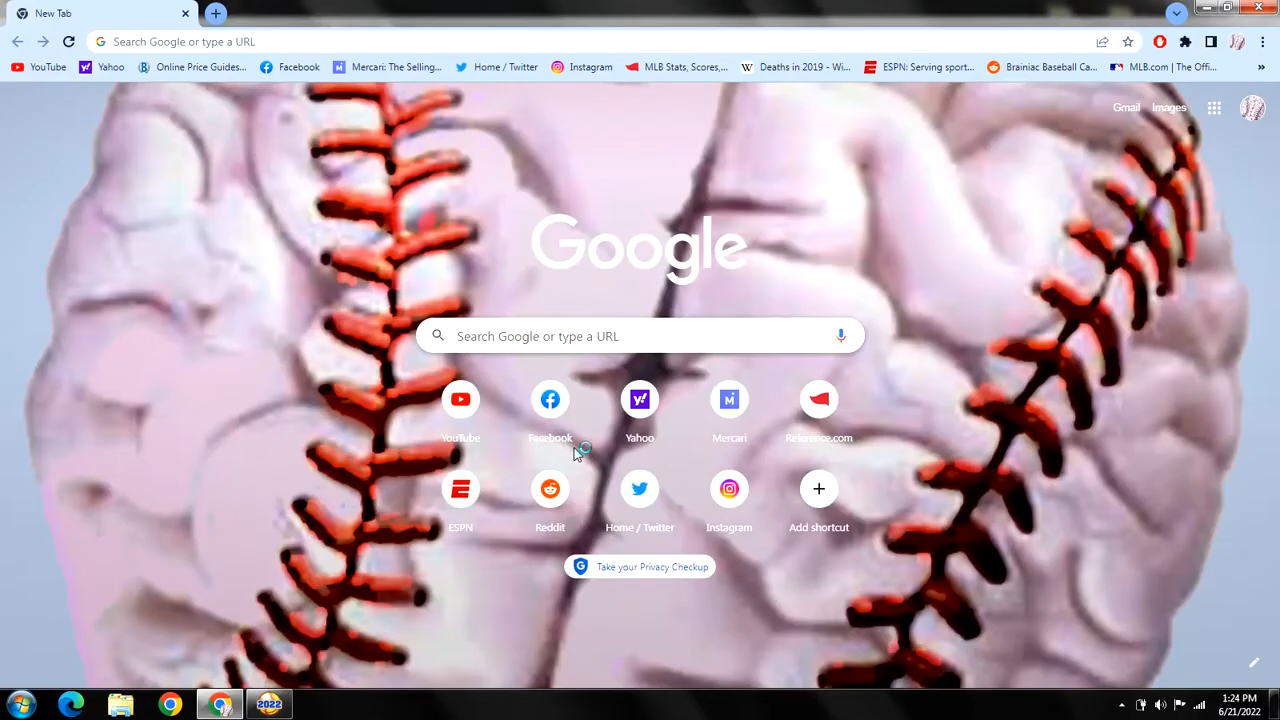 New Tab
Search Google or type a URL
YouTube Yahoo Online Price Guides... Facebook Mercari: The Selling... Home / Twitter Instagram MLB Stats, Scores,... Deaths in 2019 - Wi... ESPN: Serving sport... Brainiac Baseball Ca... MLB.com | The Offi... »
Gmail Images
Google
Search Google or type a URL
YouTube Facebook Yahoo Mercari Reference.com
ESPN Reddit Home / Twitter Instagram Add shortcut
Take your Privacy Checkup
2022
1:24 PM
6/21/2022